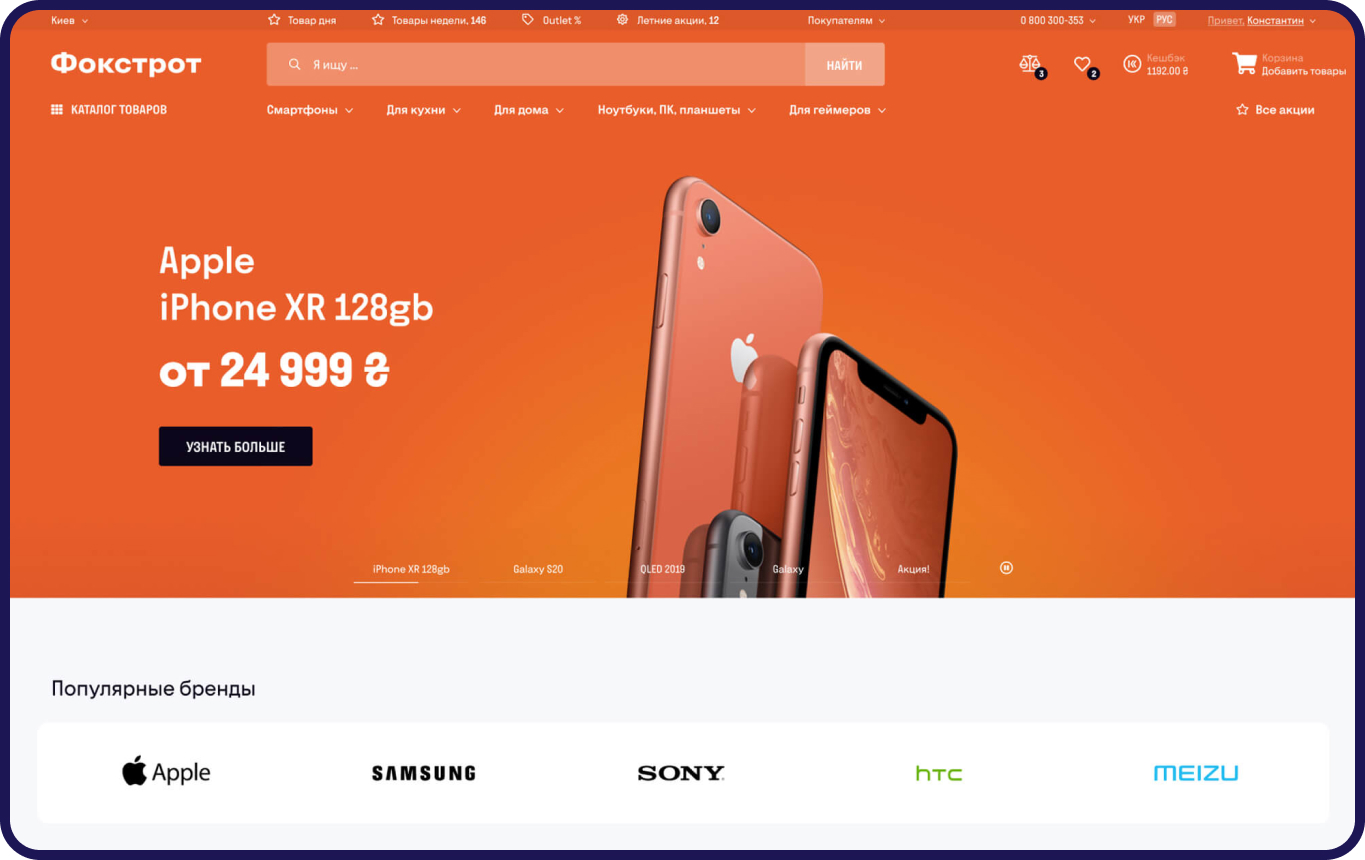 Киев
Товар дня
Товары недели, 146
Outlet %
Летние акции, 12
Покупателям
0 800 300-353
УКР РУС
Привет, Константин
Фокстрот
Я ищу ...
НАЙТИ
3
2
Кешбэк
1192.00 ₴
Корзина
Добавить товары
КАТАЛОГ ТОВАРОВ
Смартфоны
Для кухни
Для дома
Ноутбуки, ПК, планшеты
Для геймеров
Все акции
Apple
iPhone XR 128gb
от 24 999 ₴
УЗНАТЬ БОЛЬШЕ
iPhone XR 128gb
Galaxy S20
QLED 2019
Galaxy
Акция!
Популярные бренды
Apple
SAMSUNG
SONY
hTC
MEIZU